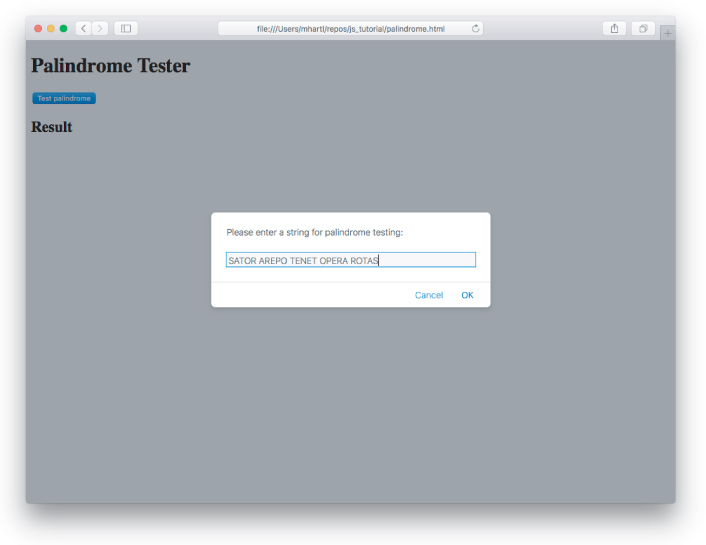 file:///Users/mhartl/repos/js_tutorial/palindrome.html
Palindrome Tester
Test palindrome
Result
Please enter a string for palindrome testing:
SATOR AREPO TENET OPERA ROTAS
Cancel OK